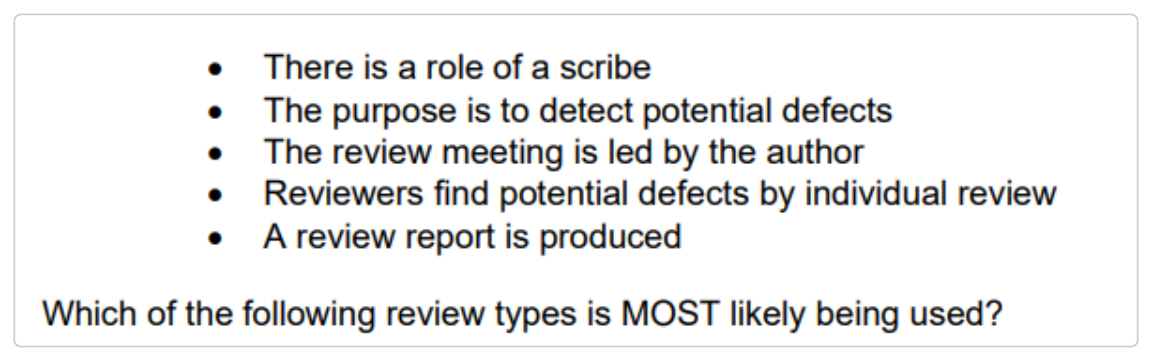 • There is a role of a scribe
• The purpose is to detect potential defects
• The review meeting is led by the author
• Reviewers find potential defects by individual review
• A review report is produced
Which of the following review types is MOST likely being used?